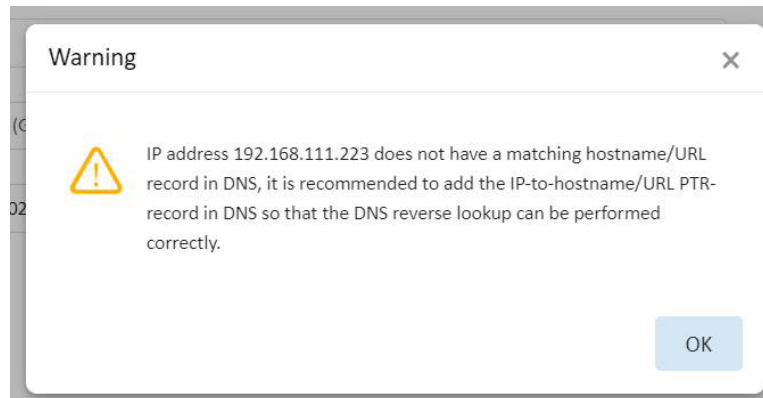 Warning
(G
02
IP address 192.168.111.223 does not have a matching hostname/URL
record in DNS, it is recommended to add the IP-to-hostname/URL PTR-
record in DNS so that the DNS reverse lookup can be performed
correctly.
OK